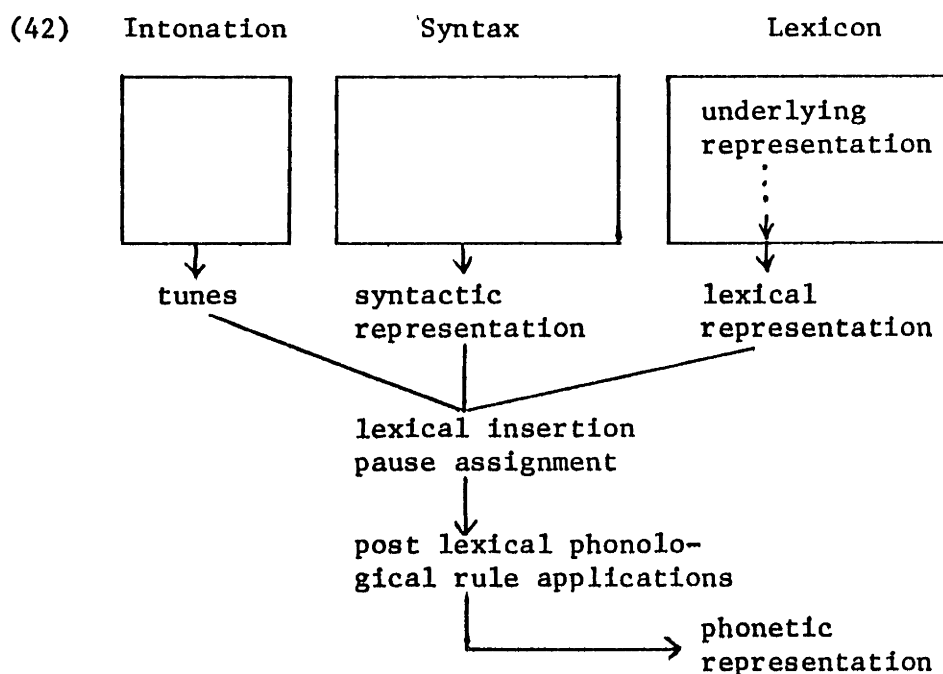 (42) Intonation Syntax Lexicon
underlying
representation
tunes syntactic lexical
representation representation
lexical insertion
pause assignment
post lexical phonolo-
gical rule applications
phonetic
representation